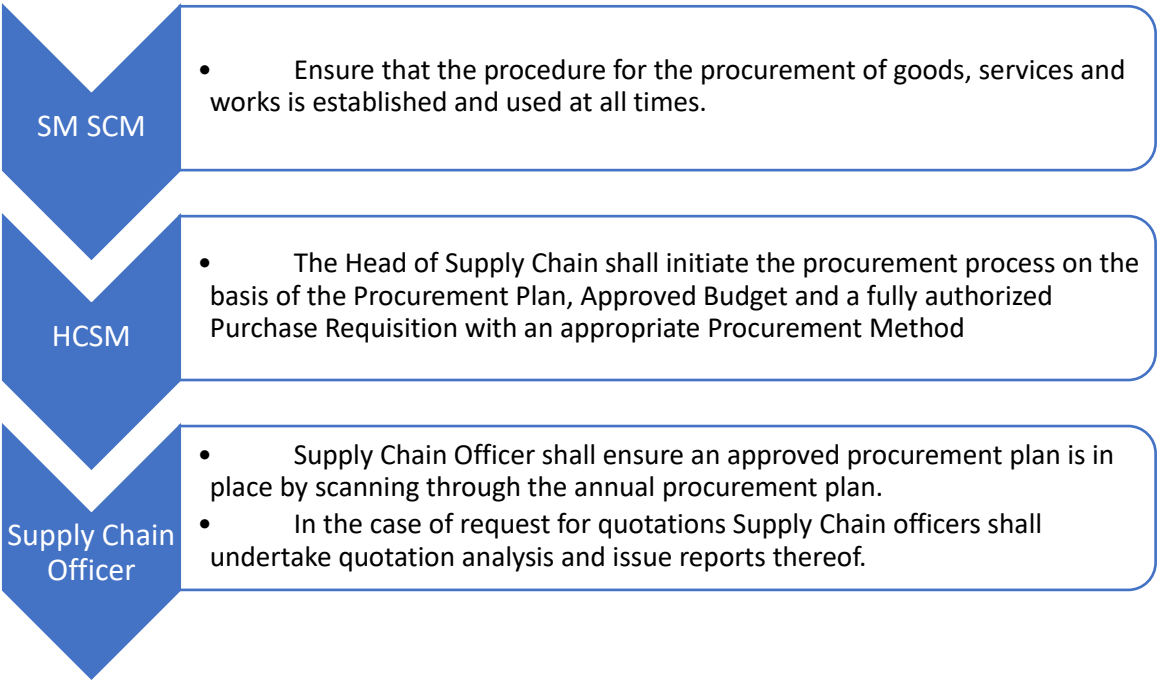 SM SCM
• Ensure that the procedure for the procurement of goods, services and
works is established and used at all times.
HCSM
• The Head of Supply Chain shall initiate the procurement process on the
basis of the Procurement Plan, Approved Budget and a fully authorized
Purchase Requisition with an appropriate Procurement Method
Supply Chain
Officer
• Supply Chain Officer shall ensure an approved procurement plan is in
place by scanning through the annual procurement plan.
• In the case of request for quotations Supply Chain officers shall
undertake quotation analysis and issue reports thereof.